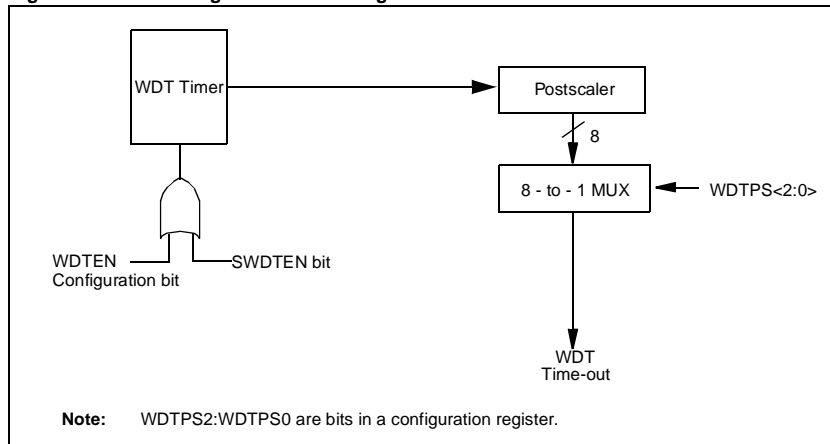 WDT Timer
Postscaler
8
8 - to - 1 MUX
WDTPS<2:0>
WDTEN
Configuration bit
SWDTEN bit
WDT
Time-out
Note: WDTPS2:WDTPS0 are bits in a configuration register.